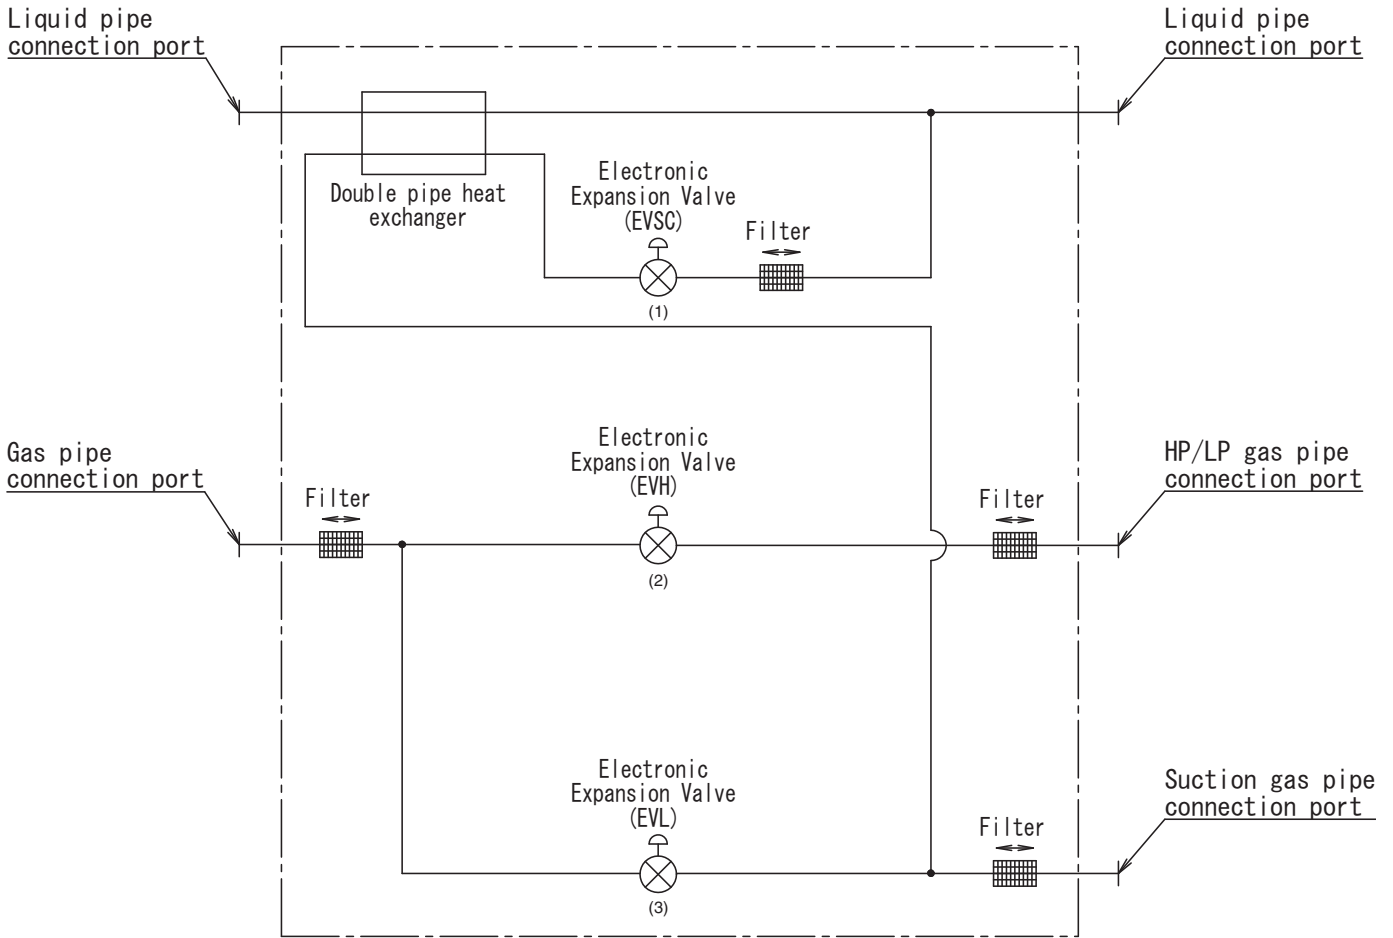 Liquid pipe
connection port
Liquid pipe
connection port
Double pipe heat
exchanger
Electronic
Expansion Valve
(EVSC)
Filter
(1)
Gas pipe
connection port
Filter
Electronic
Expansion Valve
(EVH)
(2)
Filter
HP/LP gas pipe
connection port
Electronic
Expansion Valve
(EVL)
(3)
Filter
Suction gas pipe
connection port